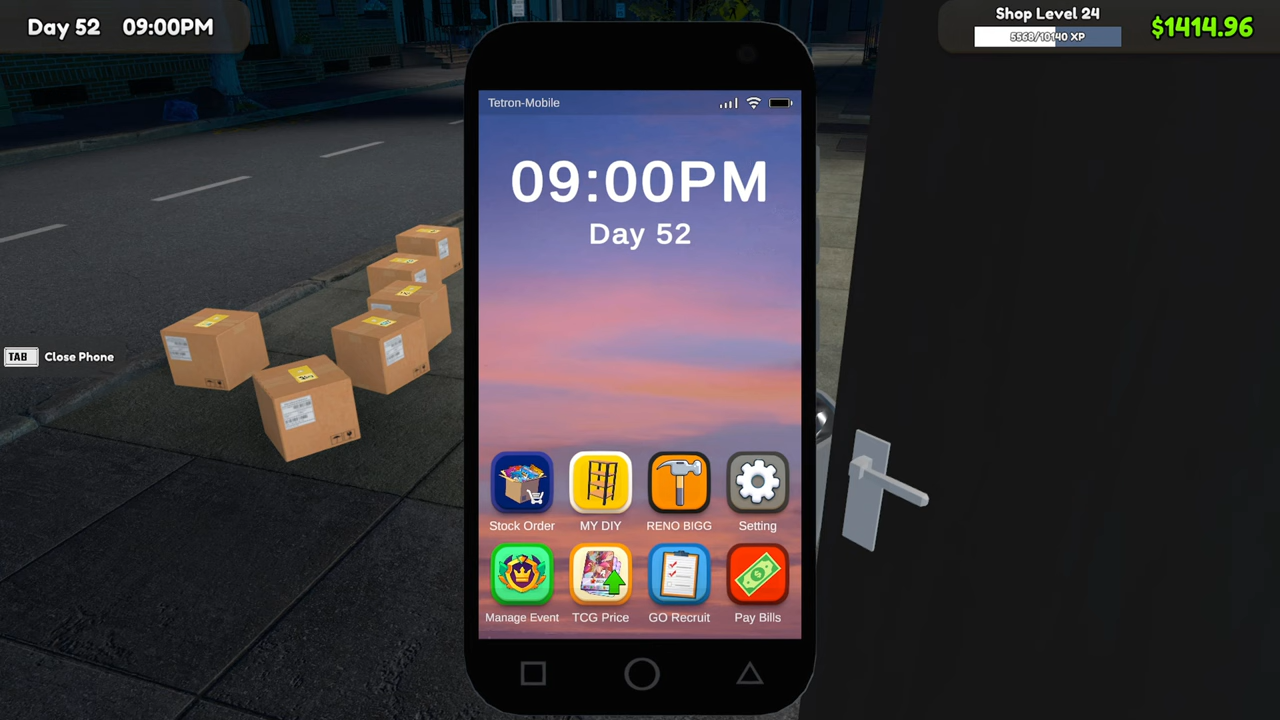 Day 52 09:00PM
Shop Level 24
5568/10140 XP
$1414.96
Tetron-Mobile
09:00PM
Day 52
TAB Close Phone
Stock Order MY DIY RENO BIGG Setting
Manage Event TCG Price GO Recruit Pay Bills